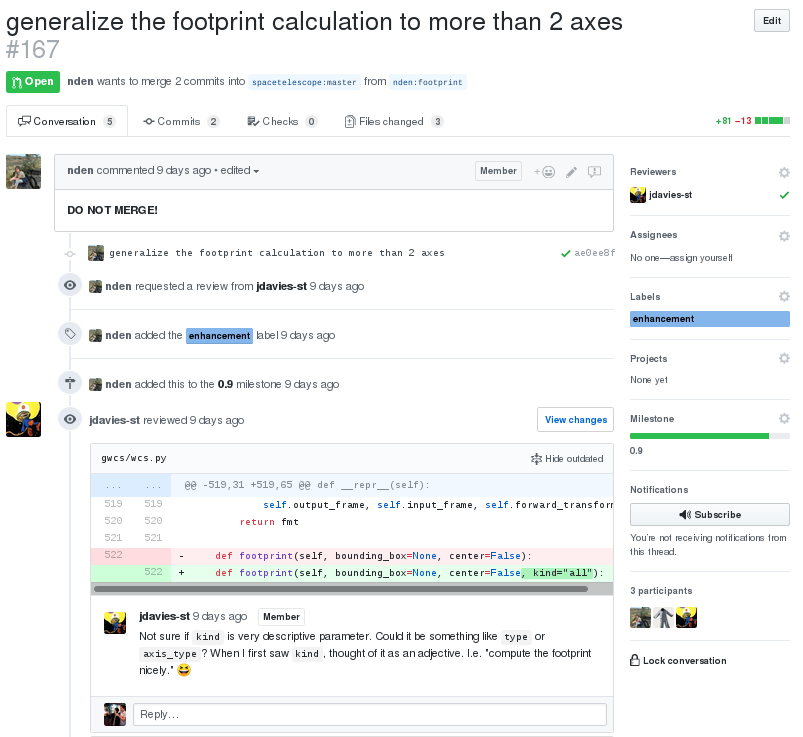 generalize the footprint calculation to more than 2 axes
#167
Edit
Open nden wants to merge 2 commits into spacetelescope:master from nden:footprint
Conversation 5 Commits 2 Checks 0 Files changed 3 +81 −13
nden commented 9 days ago • edited Member
DO NOT MERGE!
generalize the footprint calculation to more than 2 axes ae0ee8f
nden requested a review from jdavies-st 9 days ago
nden added the enhancement label 9 days ago
nden added this to the 0.9 milestone 9 days ago
jdavies-st reviewed 9 days ago View changes
gwcs/wcs.py Hide outdated
... ... @@ -519,31 +519,65 @@ def __repr__(self):
519 519 self.output_frame, self.input_frame, self.forward_transform
520 520 return fmt
521 521
522 - def footprint(self, bounding_box=None, center=False):
522 + def footprint(self, bounding_box=None, center=False, kind="all"):
jdavies-st 9 days ago Member
Not sure if kind is very descriptive parameter. Could it be something like type or
axis_type ? When I first saw kind , thought of it as an adjective. I.e. "compute the footprint
nicely." 😆
Reply...
Reviewers
jdavies-st
Assignees
No one—assign yourself
Labels
enhancement
Projects
None yet
Milestone
0.9
Notifications
Subscribe
You're not receiving notifications from
this thread.
3 participants
Lock conversation